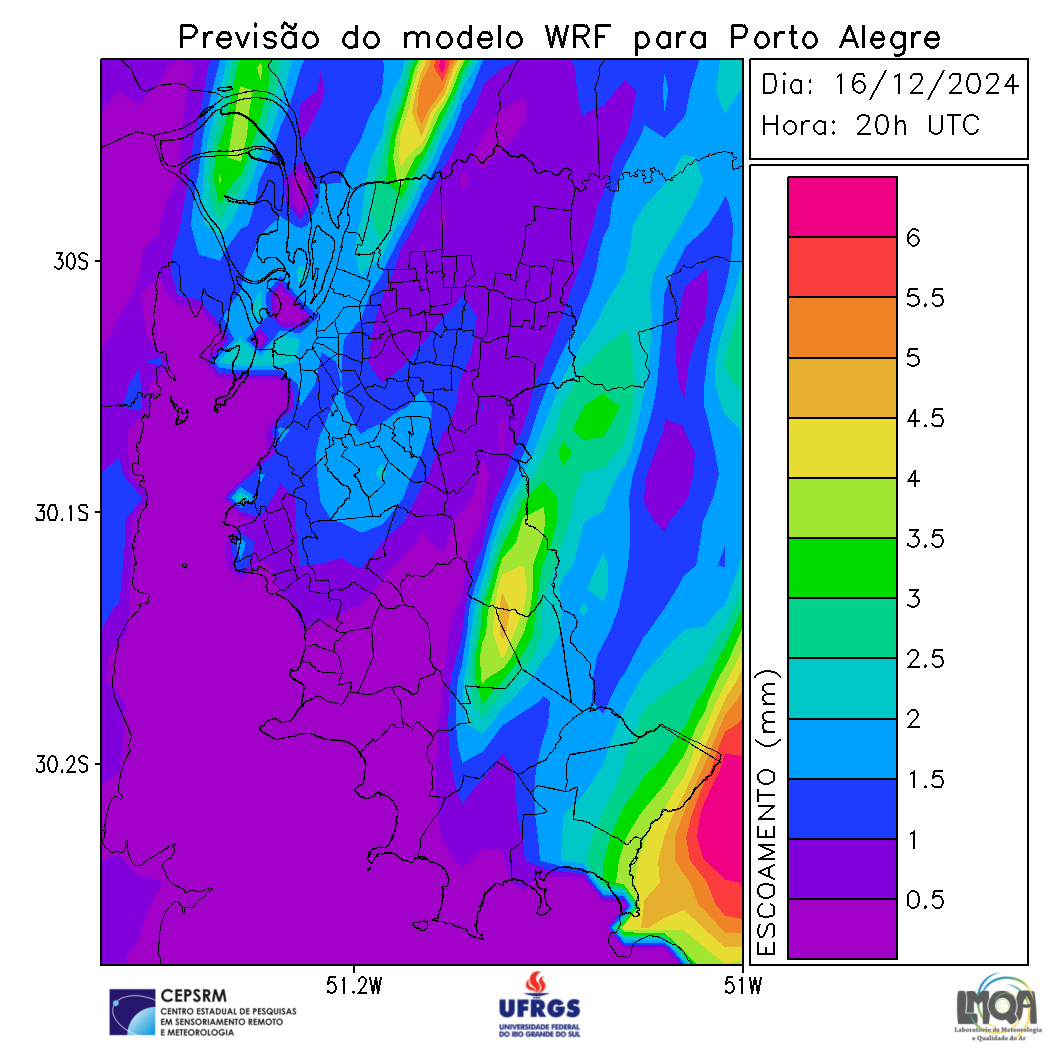 Previsão do modelo WRF para Porto Alegre
Dia: 16/12/2024
Hora: 20h UTC
30S
30.1S
30.2S
51.2W
51W
ESCOAMENTO (mm)
6
5.5
5
4.5
4
3.5
3
2.5
2
1.5
1
0.5
CEPSRM
CENTRO ESTADUAL DE PESQUISAS
EM SENSORIAMENTO REMOTO
E METEOROLOGIA
UFRGS
UNIVERSIDADE FEDERAL
DO RIO GRANDE DO SUL
LMQA
Laboratório de Meteorologia
e Qualidade do Ar